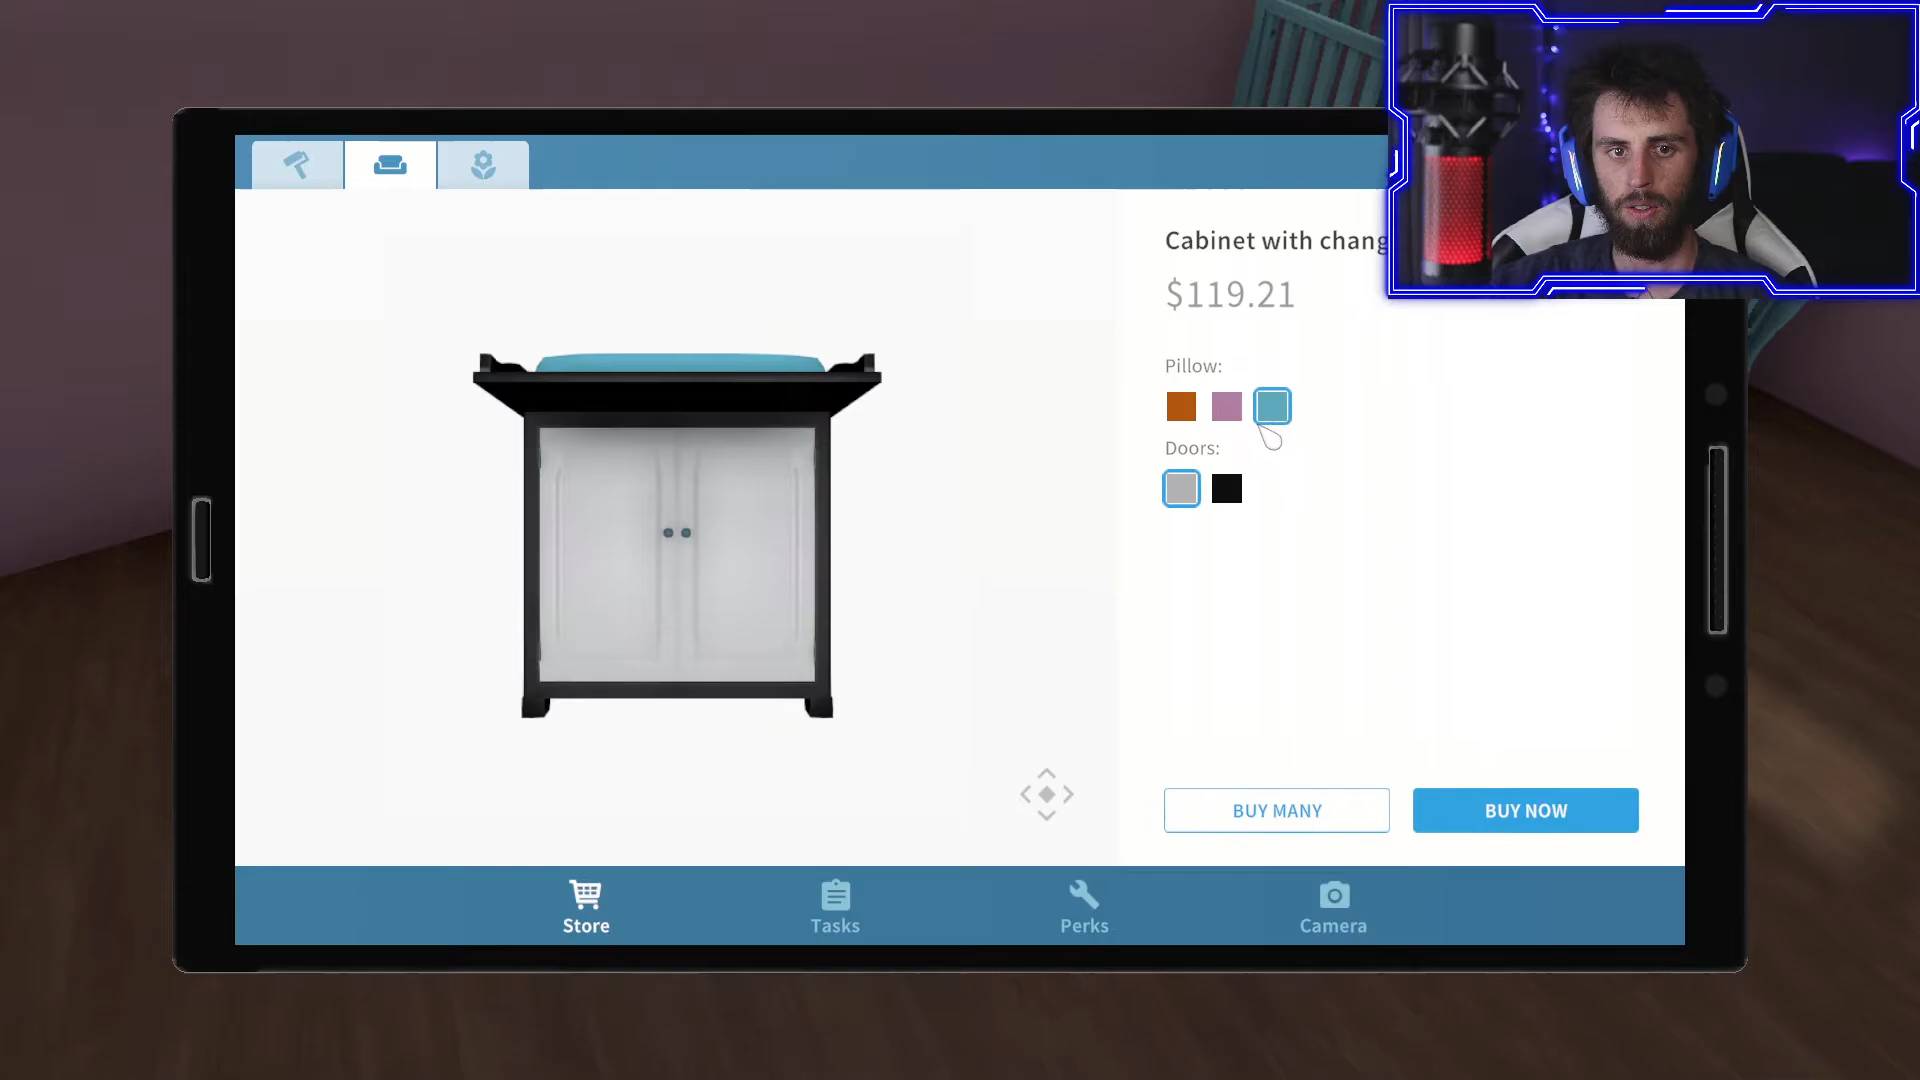 Cabinet with chang
$119.21
Pillow:
Doors:
BUY MANY
BUY NOW
Store
Tasks
Perks
Camera